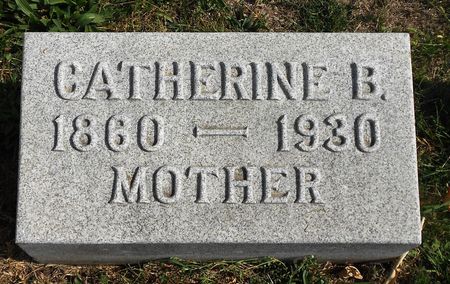 CATHERINE B.
1860 — 1930
MOTHER